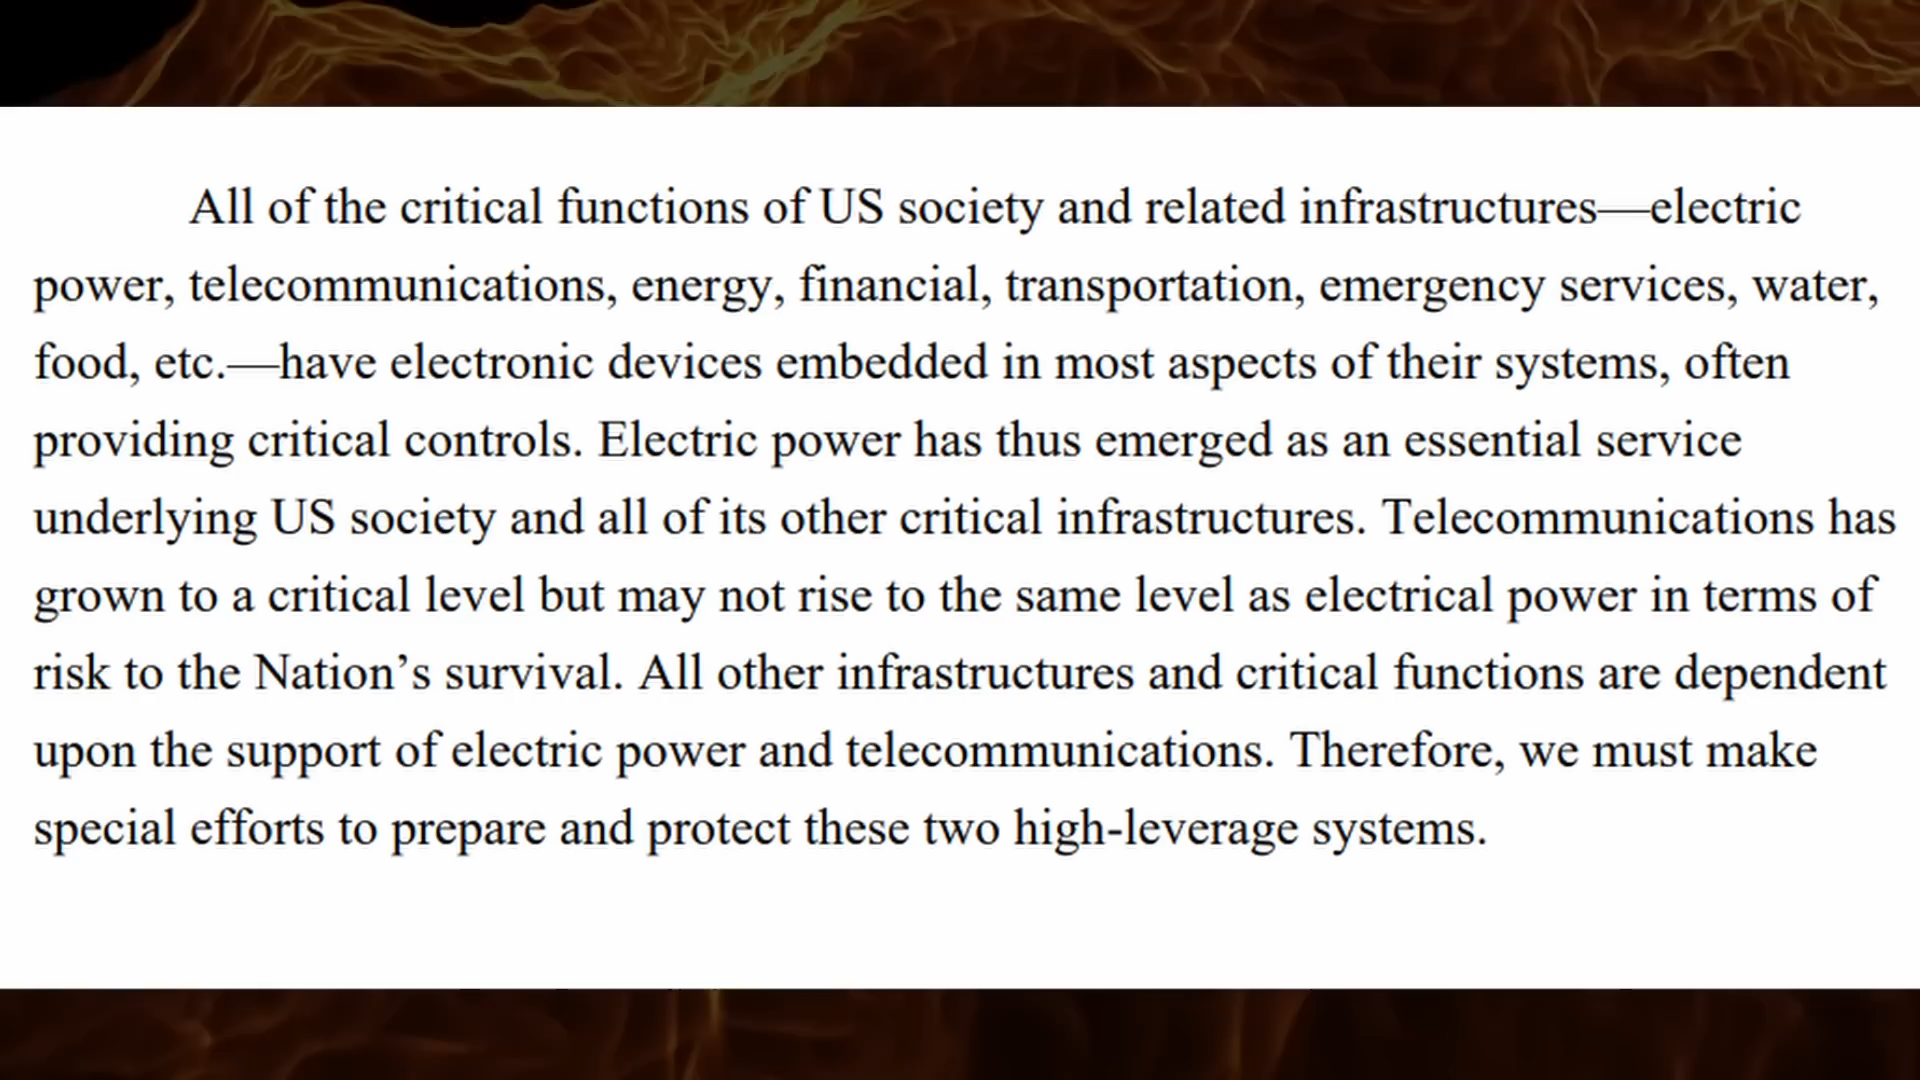 All of the critical functions of US society and related infrastructures—electric
power, telecommunications, energy, financial, transportation, emergency services, water,
food, etc.—have electronic devices embedded in most aspects of their systems, often
providing critical controls. Electric power has thus emerged as an essential service
underlying US society and all of its other critical infrastructures. Telecommunications has
grown to a critical level but may not rise to the same level as electrical power in terms of
risk to the Nation’s survival. All other infrastructures and critical functions are dependent
upon the support of electric power and telecommunications. Therefore, we must make
special efforts to prepare and protect these two high-leverage systems.